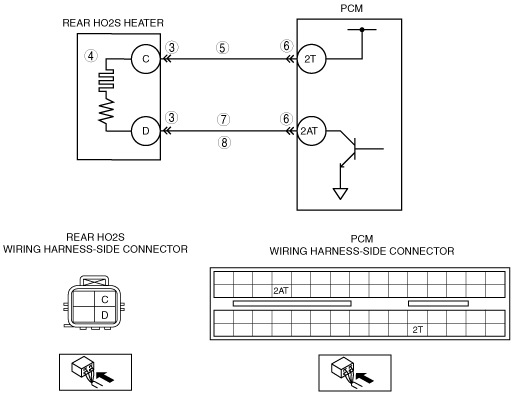 REAR HO2S HEATER
PCM
④ C ③ ⑤ ⑥ 2T
D ③ ⑦ ⑥ 2AT
⑧
REAR HO2S
WIRING HARNESS-SIDE CONNECTOR
PCM
WIRING HARNESS-SIDE CONNECTOR
C
D
2AT
2T